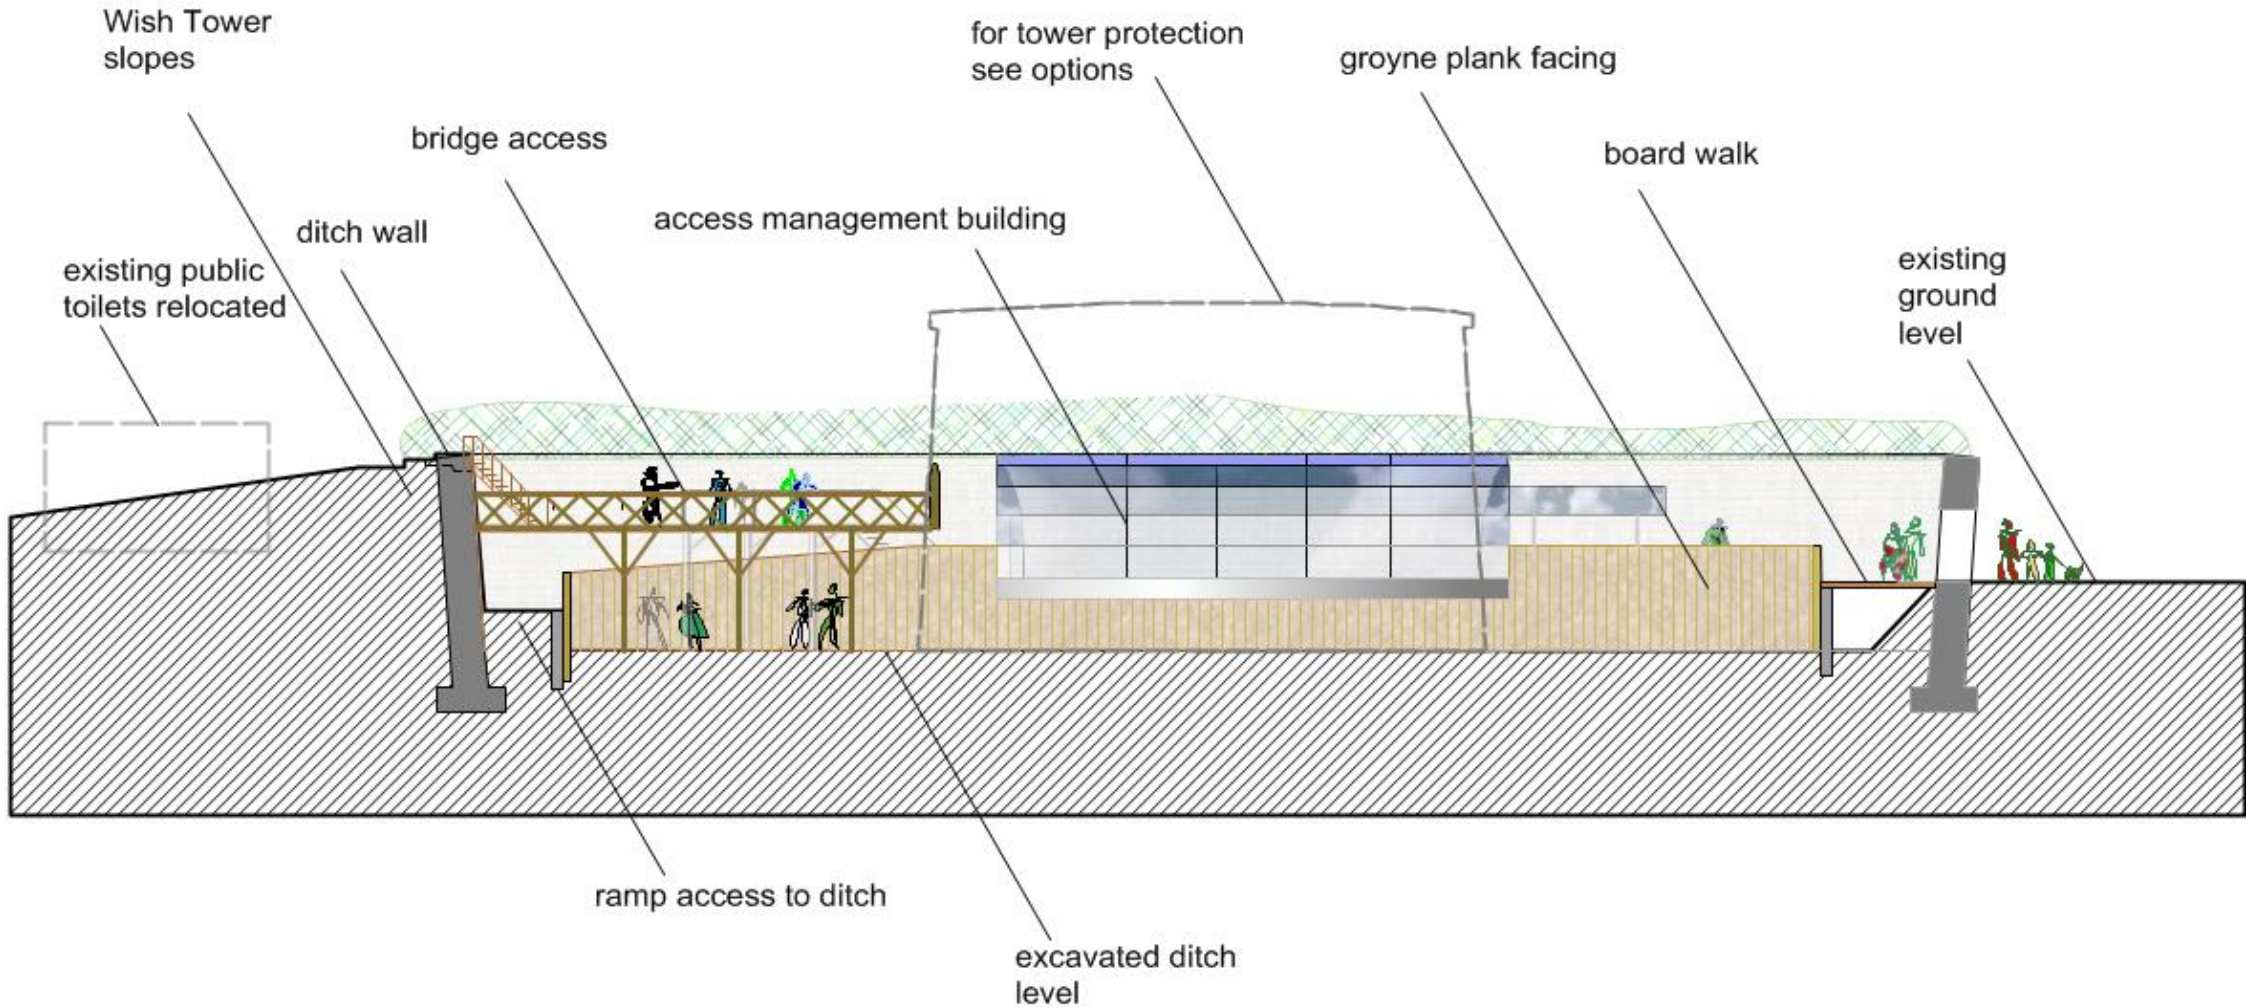 Wish Tower
slopes
for tower protection
see options
groyne plank facing
bridge access
board walk
access management building
ditch wall
existing public
toilets relocated
existing
ground
level
ramp access to ditch
excavated ditch
level